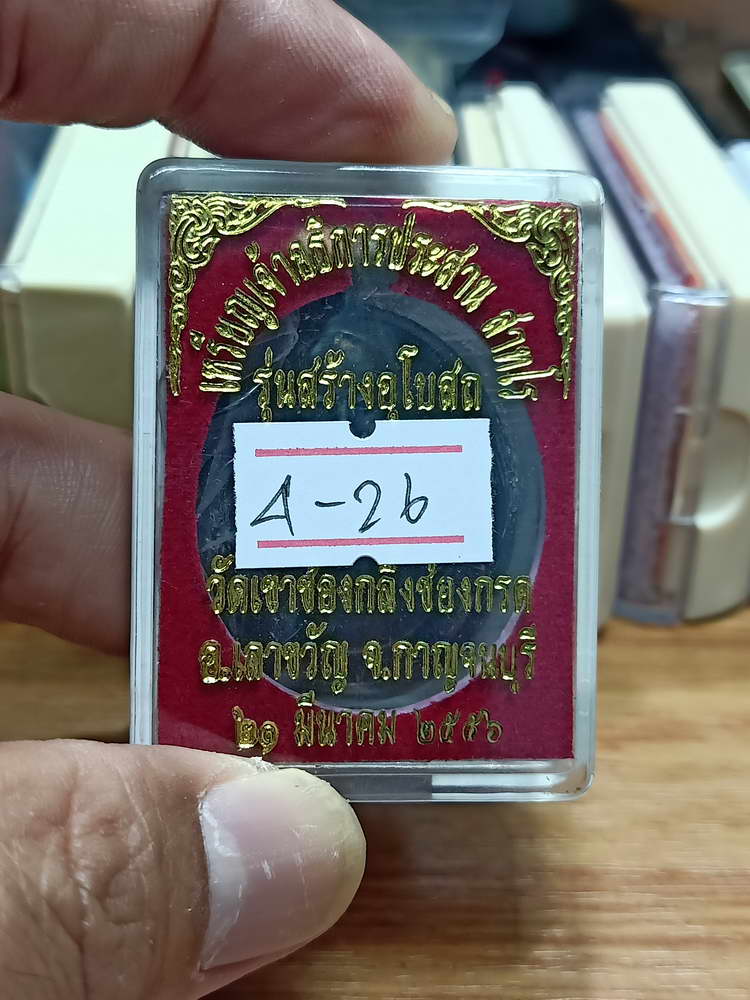 เหรียญเจ้าอธิการประสาน สาทโร
รุ่นสร้างอุโบสถ
A-26
วัดเขาช่องกลิ้งช่องกรด
อ.เลาขวัญ จ.กาญจนบุรี
๒๑ มีนาคม ๒๕๕๖